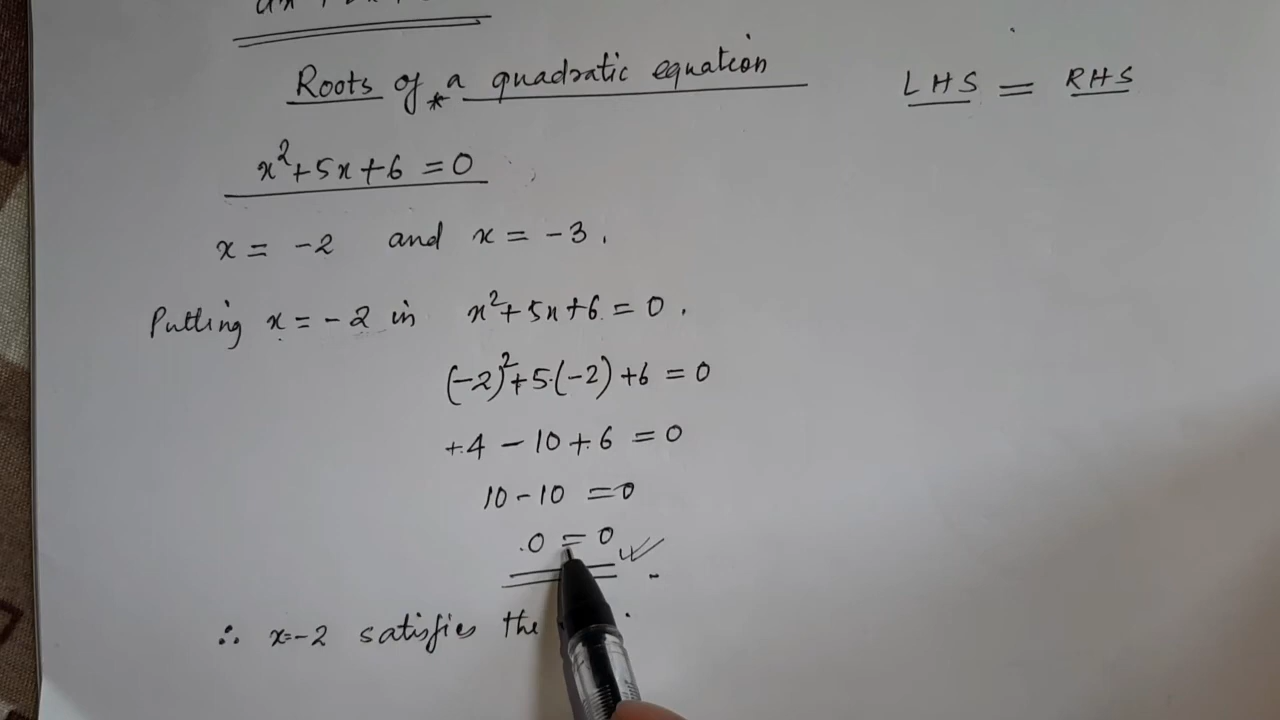 Roots of a quadratic equation
LHS = RHS
x²+5x+6 = 0
x = -2 and x = -3.
Putting x = -2 in x²+5x+6 = 0.
(-2)²+5.(-2)+6 = 0
+4 - 10 + 6 = 0
10 - 10 = 0
0 = 0
∴ x=-2 satisfies the